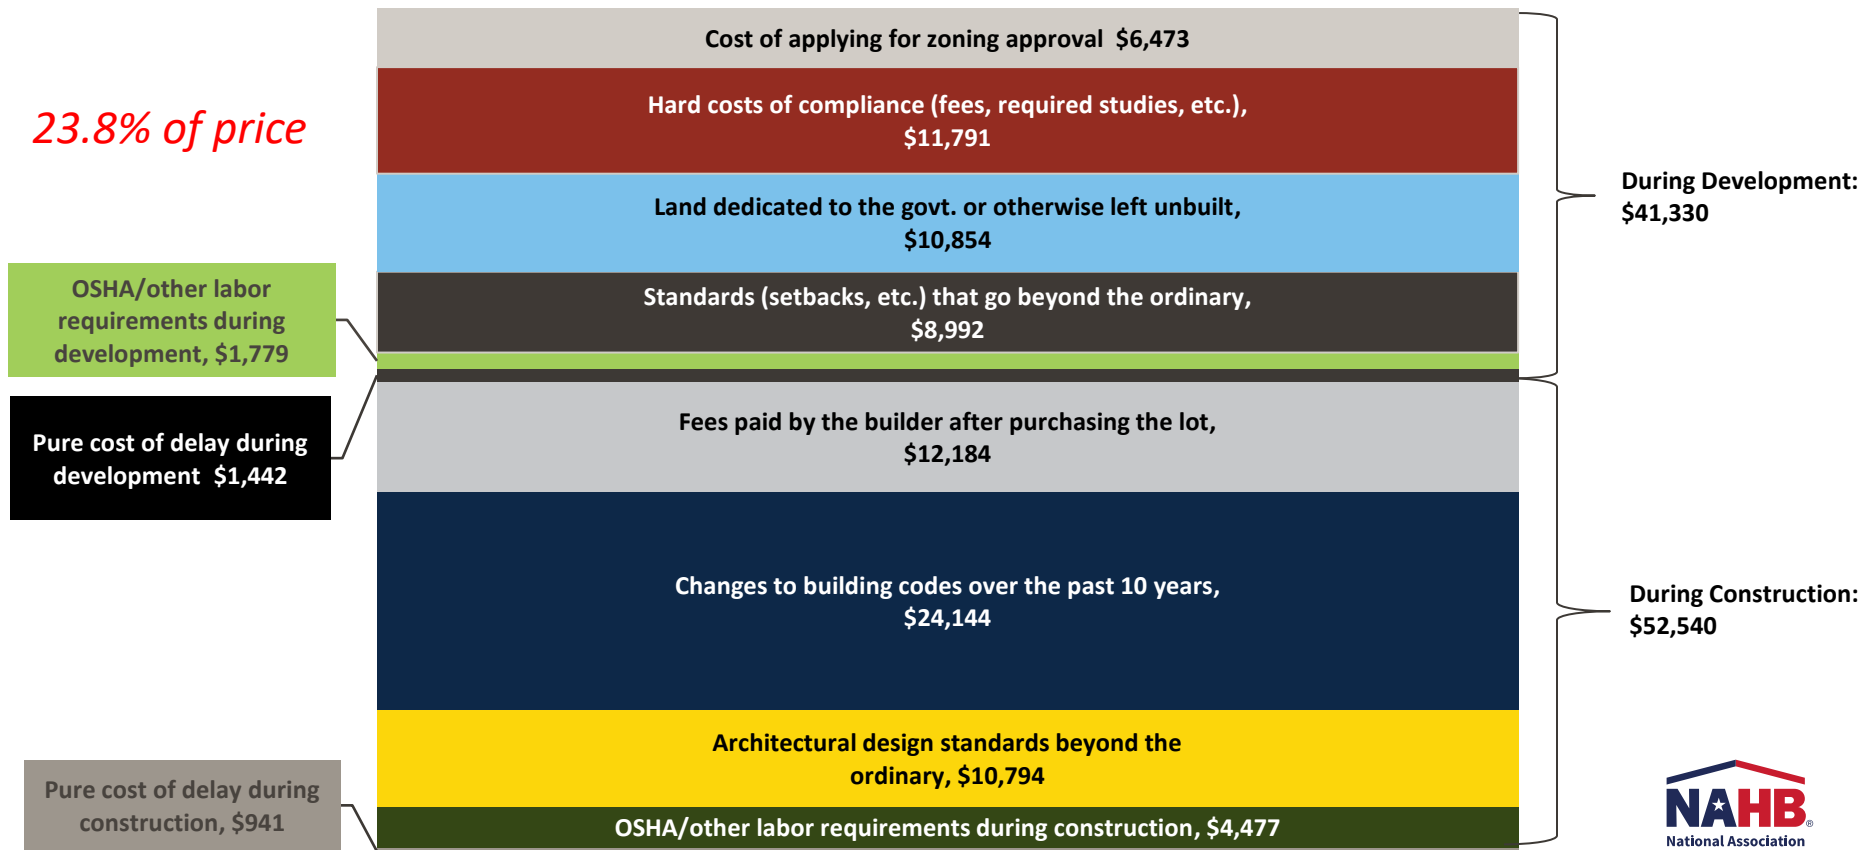 23.8% of price
Cost of applying for zoning approval $6,473
Hard costs of compliance (fees, required studies, etc.),
$11,791
Land dedicated to the govt. or otherwise left unbuilt,
$10,854
Standards (setbacks, etc.) that go beyond the ordinary,
$8,992
OSHA/other labor
requirements during
development, $1,779
Pure cost of delay during
development $1,442
During Development:
$41,330
Fees paid by the builder after purchasing the lot,
$12,184
Changes to building codes over the past 10 years,
$24,144
Architectural design standards beyond the
ordinary, $10,794
OSHA/other labor requirements during construction, $4,477
Pure cost of delay during
construction, $941
During Construction:
$52,540
NAHB®
National Association